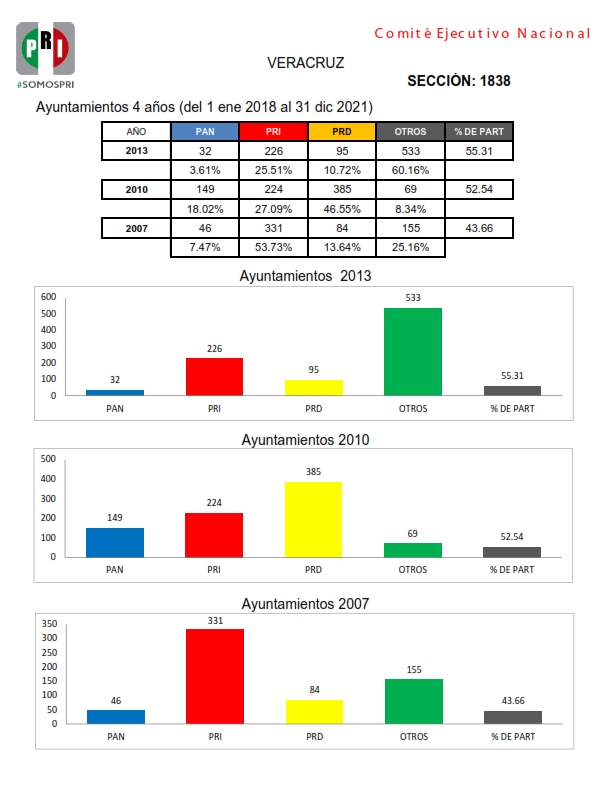 PRI
Comité Ejecutivo Nacional
#SOMOSPRI
VERACRUZ
SECCIÓN: 1838
Ayuntamientos 4 años (del 1 ene 2018 al 31 dic 2021)
AÑO PAN PRI PRD OTROS % DE PART
2013 32 226 95 533 55.31
3.61% 25.51% 10.72% 60.16%
2010 149 224 385 69 52.54
18.02% 27.09% 46.55% 8.34%
2007 46 331 84 155 43.66
7.47% 53.73% 13.64% 25.16%
Ayuntamientos 2013
600
500
400
300
200
100
0
32 226 95 533 55.31
PAN PRI PRD OTROS % DE PART
Ayuntamientos 2010
500
400
300
200
100
0
149 224 385 69 52.54
PAN PRI PRD OTROS % DE PART
Ayuntamientos 2007
350
300
250
200
150
100
50
0
46 331 84 155 43.66
PAN PRI PRD OTROS % DE PART